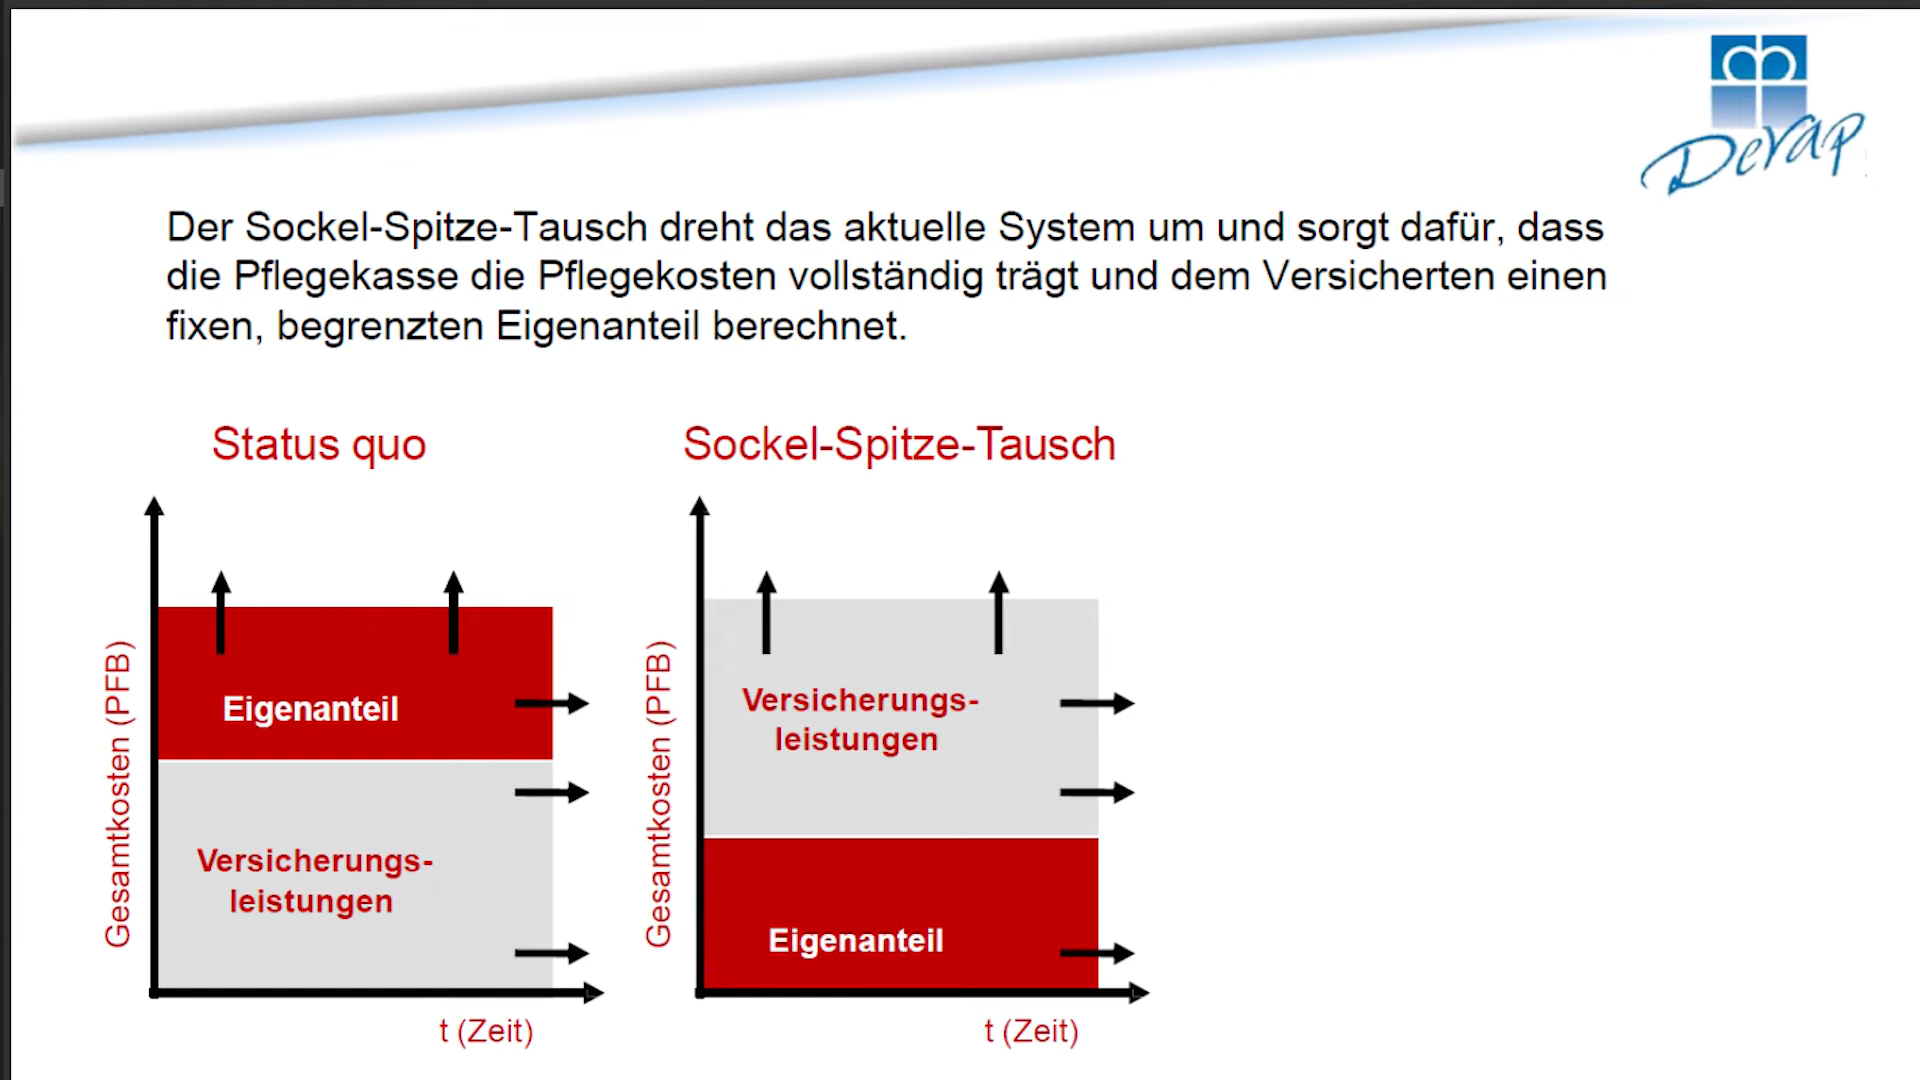 Devap
Der Sockel-Spitze-Tausch dreht das aktuelle System um und sorgt dafür, dass
die Pflegekasse die Pflegekosten vollständig trägt und dem Versicherten einen
fixen, begrenzten Eigenanteil berechnet.
Status quo
Gesamtkosten (PFB)
Eigenanteil
Versicherungs-
leistungen
t (Zeit)
Sockel-Spitze-Tausch
Gesamtkosten (PFB)
Versicherungs-
leistungen
Eigenanteil
t (Zeit)